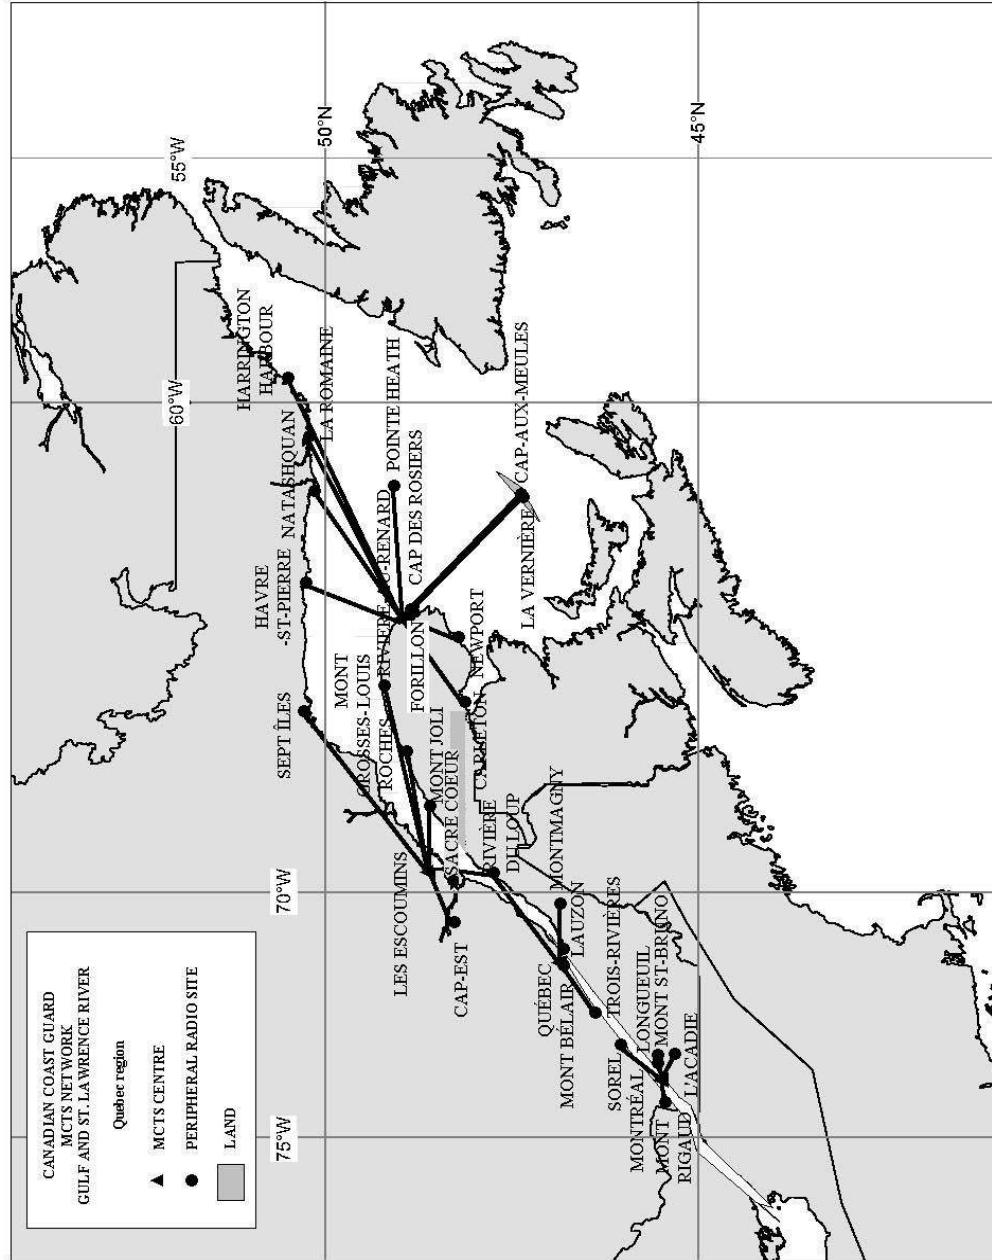 CANADIAN COAST GUARD
MCTS NETWORK
GULF AND ST. LAWRENCE RIVER
Quebec region
MCTS CENTRE
PERIPHERAL RADIO SITE
LAND
75°W
70°W
60°W
55°W
50°N
45°N
SEPT ÎLES
HAVRE
-ST-PIERRE
NATASHQUAN
HARRINGTON
HARBOUR
LA ROMAINE
POINTE HEATH
CAP DES ROSIERS
RIVIÈRE-AU-RENARD
MONT
LOUIS
GROSSES-
ROCHES
FORILLON
NEWPORT
CARLETON
CAP-AUX-MEULES
LA VERNIÈRE
MONT JOLI
SACRÉ COEUR
LES ESCOUMINS
CAP-EST
RIVIÈRE
DU LOUP
MONTMAGNY
LAUZON
QUÉBEC
MONT BÉLAIR
TROIS-RIVIÈRES
SOREL
LONGUEUIL
MONT ST-BRUNO
MONTRÉAL
L'ACADIE
MONT
RIGAUD